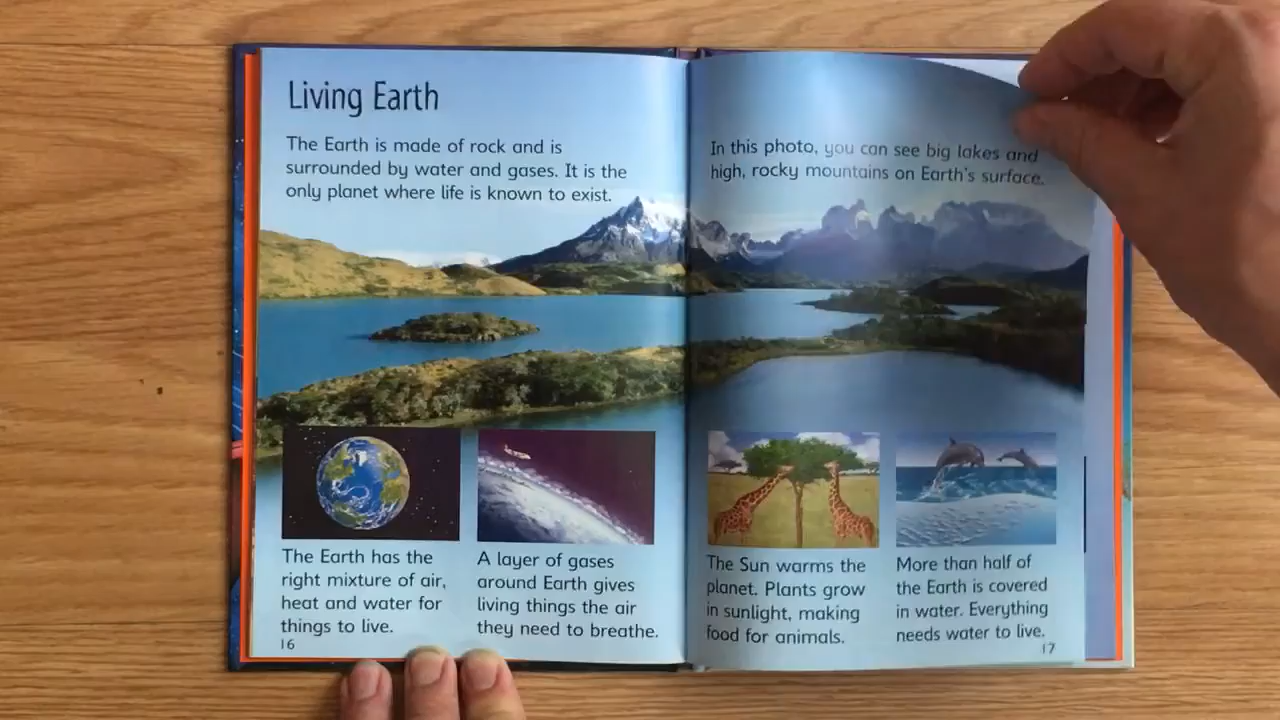 Living Earth
The Earth is made of rock and is
surrounded by water and gases. It is the
only planet where life is known to exist.
The Earth has the
right mixture of air,
heat and water for
things to live.
A layer of gases
around Earth gives
living things the air
they need to breathe.
16
In this photo, you can see big lakes and
high, rocky mountains on Earth's surface.
The Sun warms the
planet. Plants grow
in sunlight, making
food for animals.
More than half of
the Earth is covered
in water. Everything
needs water to live.
17